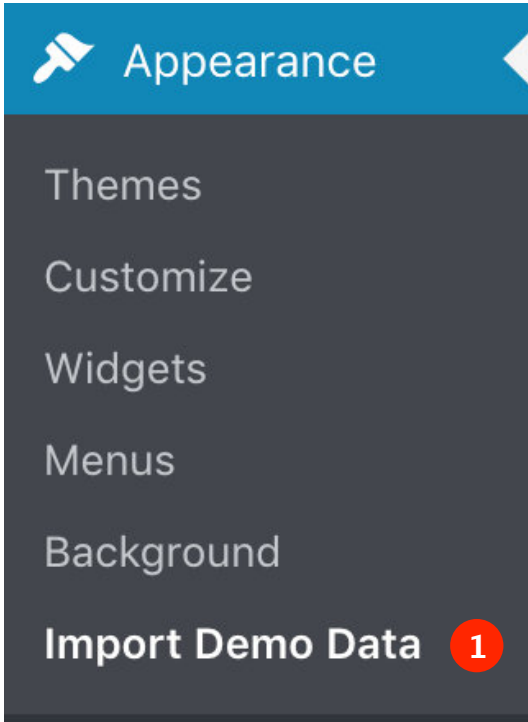 Appearance
Themes
Customize
Widgets
Menus
Background
Import Demo Data 1